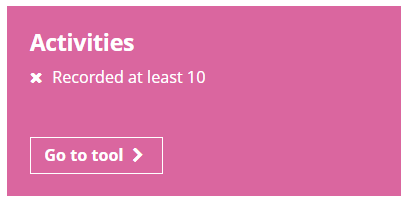 Activities
Recorded at least 10
Go to tool